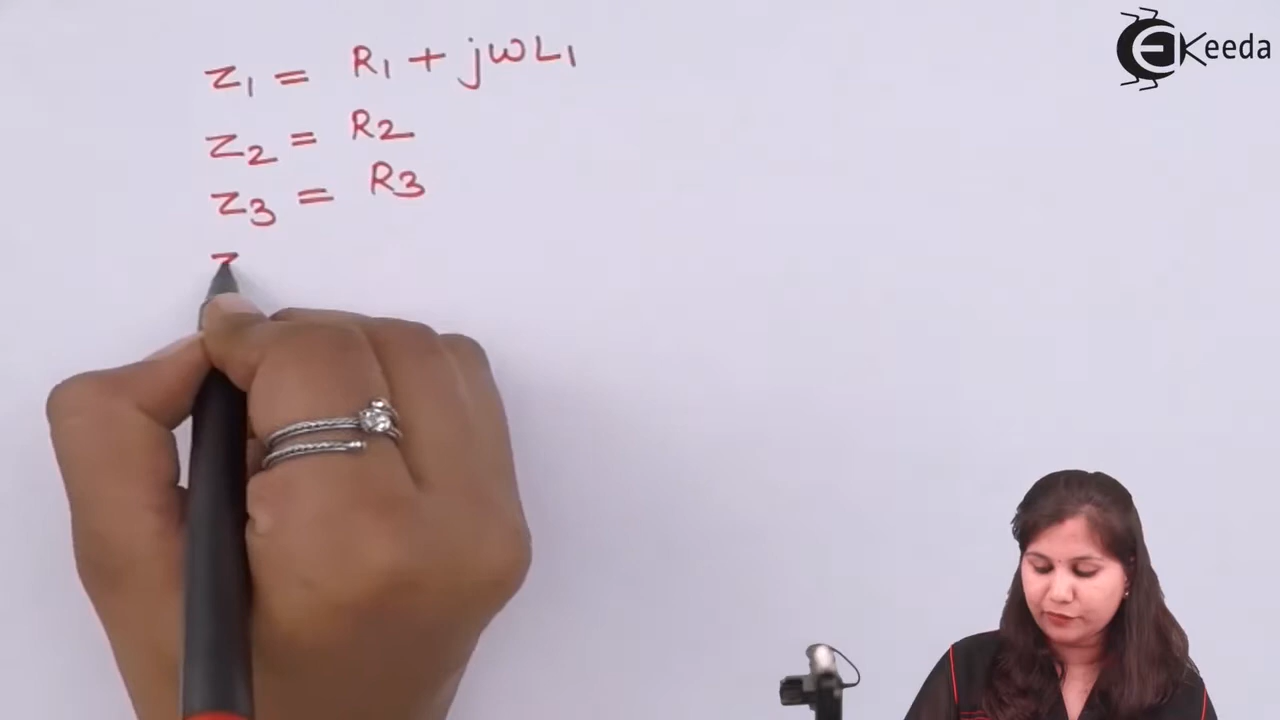 EKeeda
z1 = R1 + jωL1
z2 = R2
z3 = R3
z